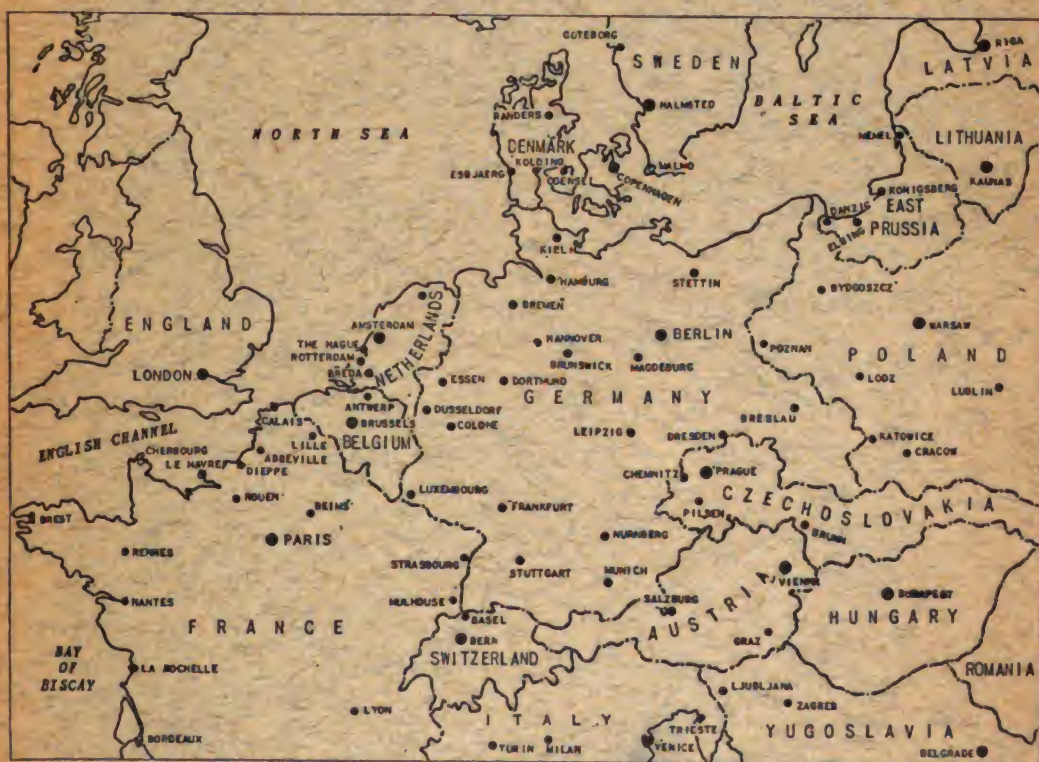 GOTEBORG
SWEDEN
RIGA
LATVIA
NORTH SEA
RANDERS
HALMSTED
BALTIC
SEA
MEMEL
LITHUANIA
DENMARK
KOLDING
ESBJAERG
ODENSEL
COPENHAGEN
MALMO
KAUNAS
KONIGSBERG
DANZIG
EAST
PRUSSIA
ELBING
KIELN
HAMBURG
STETTIN
BYDGOSZCZ
BREMEN
ENGLAND
AMSTERDAM
NETHERLANDS
HANNOVER
BERLIN
WARSAW
THE HAGUE
ROTTERDAM
BRUNSWICK
MAGDEBURG
POZNAN
POLAND
LONDON
BREDA
ESSEN
DORTMUND
LODZ
LUBLIN
ANTWERP
GERMANY
DUSSELDORF
BRESLAU
ENGLISH CHANNEL
CALAIS
BRUSSELS
COLONE
LEIPZIG
DRESDEN
KATOWICE
LILLE
BELGIUM
CRACOW
CHERBOURG
ABBEVILLE
LE HAVRE
DIEPPE
CHEMNITZ
PRAGUE
ROUEN
LUXEMBOURG
CZECHOSLOVAKIA
REIMS
FRANKFURT
PILSEN
BREST
BRUNN
PARIS
NURNBERG
RENNES
STRASBOURG
STUTTGART
MUNICH
VIENNA
NANTES
MULHOUSE
SALZBURG
BUDAPEST
BASEL
AUSTRIA
HUNGARY
FRANCE
BERN
GRAZ
BAY
OF
BISCAY
SWITZERLAND
LA ROCHELLE
ROMANIA
LJUBLJANA
LYON
ZAGREB
ITALY
TRIESTE
YUGOSLAVIA
BORDEAUX
TURIN
MILAN
VENICE
BELGRADE